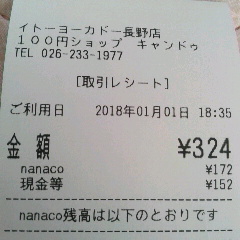 イトーヨーカドー長野店
100円ショップ キャンドゥ
TEL 026-233-1977
[取引レシート]
ご利用日 2018年01月01日 18:35
金額 ¥324
nanaco ¥172
現金等 ¥152
nanaco残高は以下のとおりです